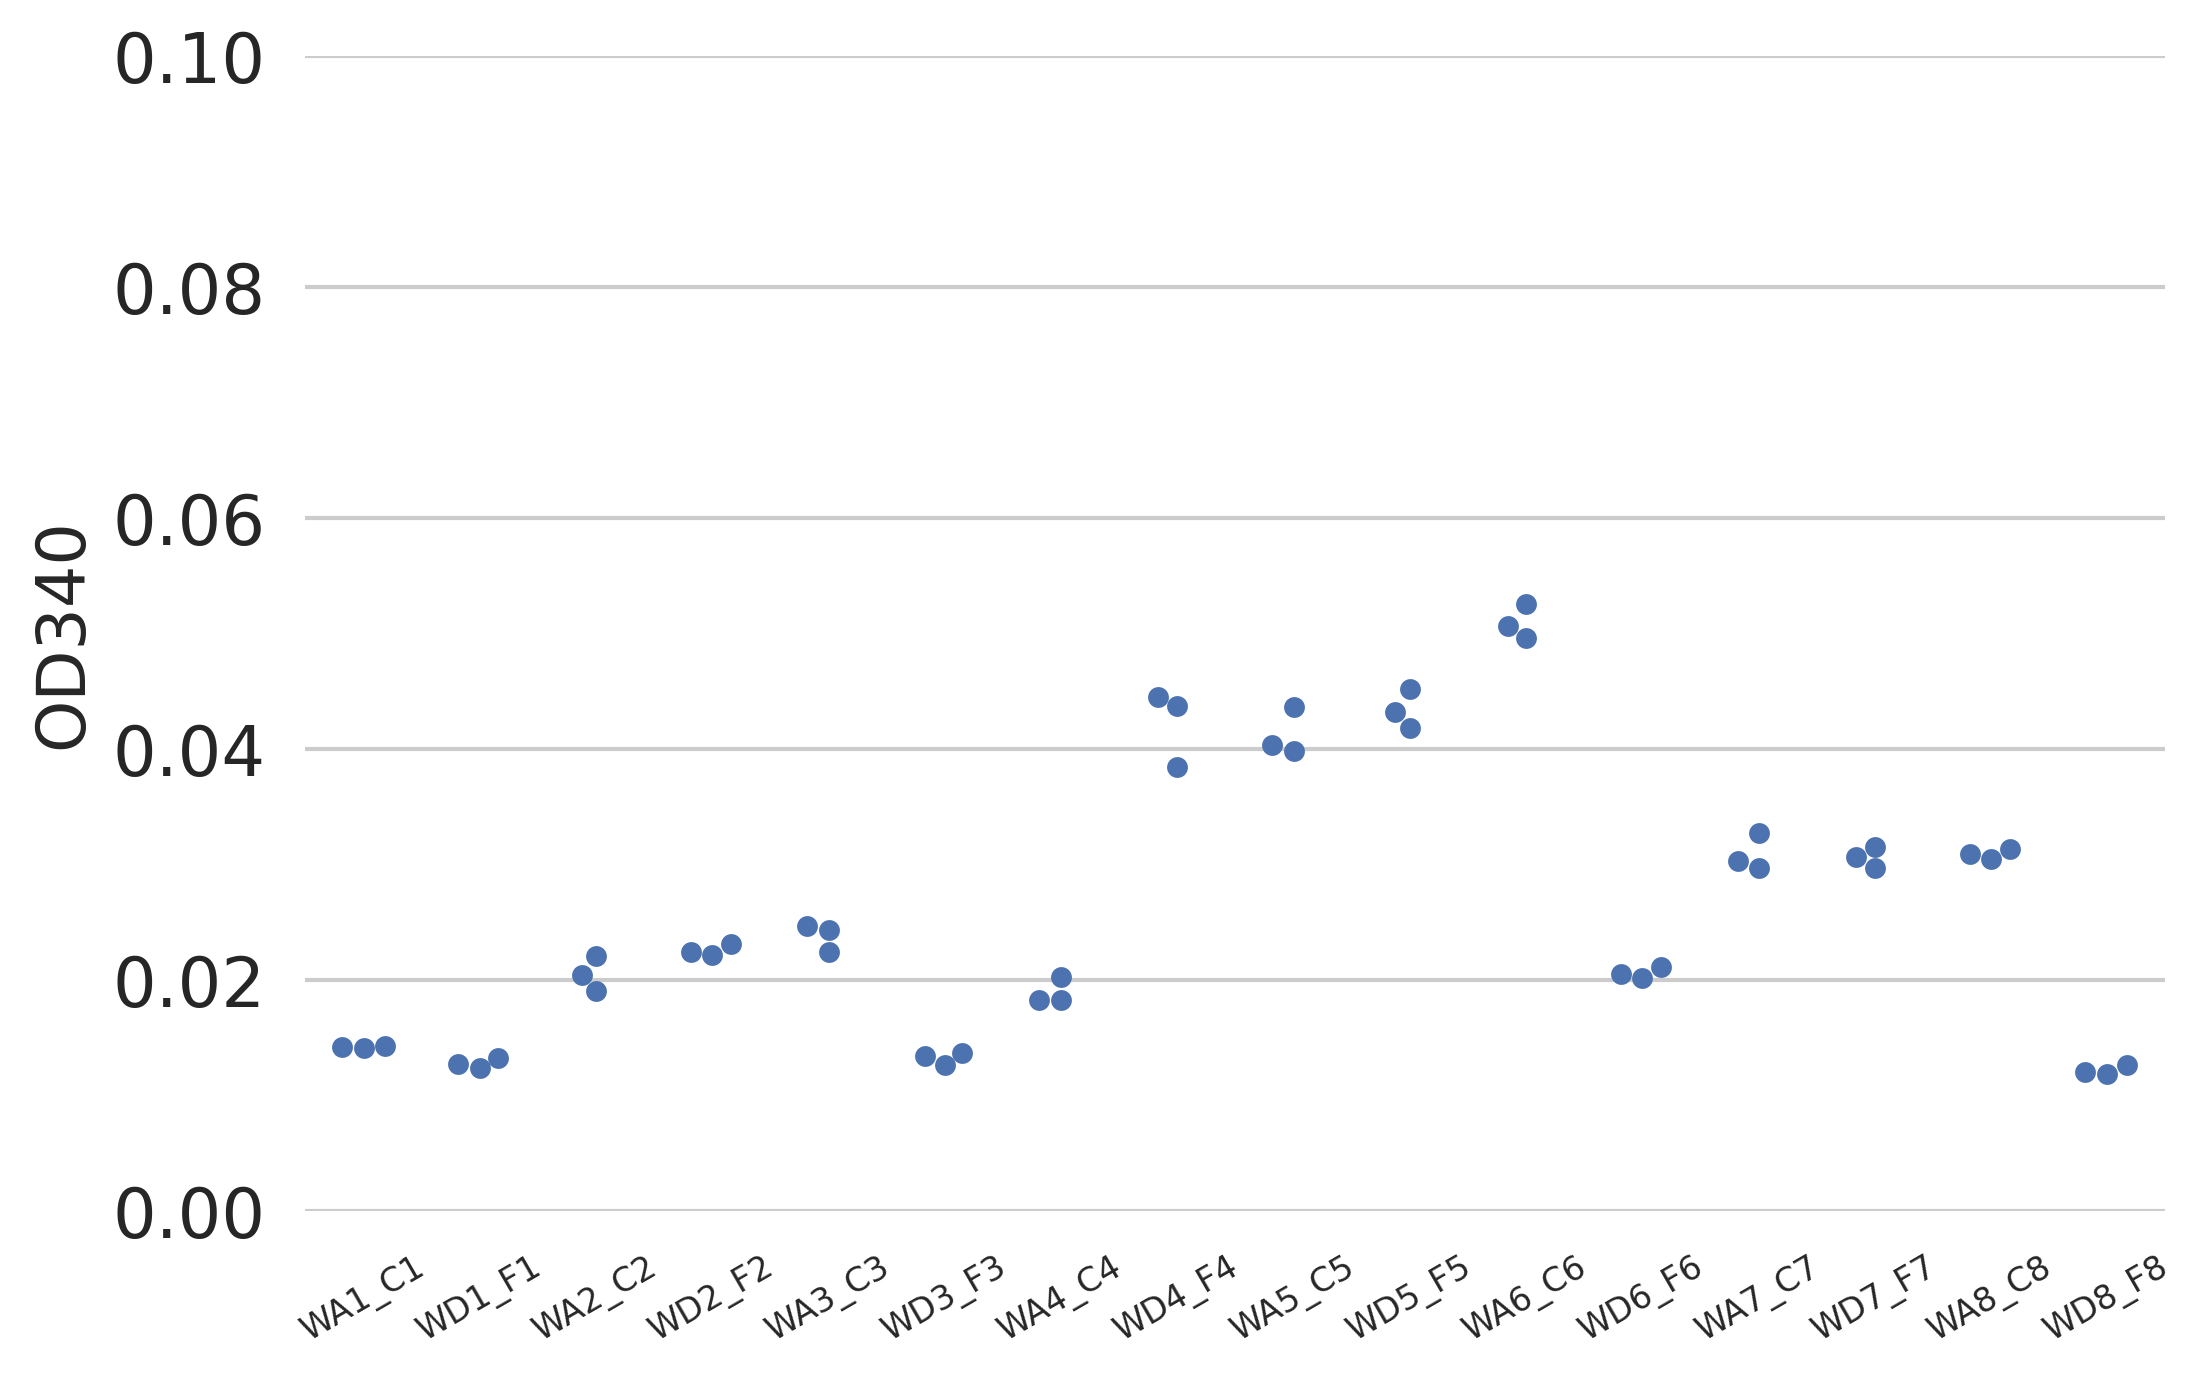 0.10
0.08
0.06
0.04
0.02
0.00
OD340
WA1_C1
WD1_F1
WA2_C2
WD2_F2
WA3_C3
WD3_F3
WA4_C4
WD4_F4
WA5_C5
WD5_F5
WA6_C6
WD6_F6
WA7_C7
WD7_F7
WA8_C8
WD8_F8